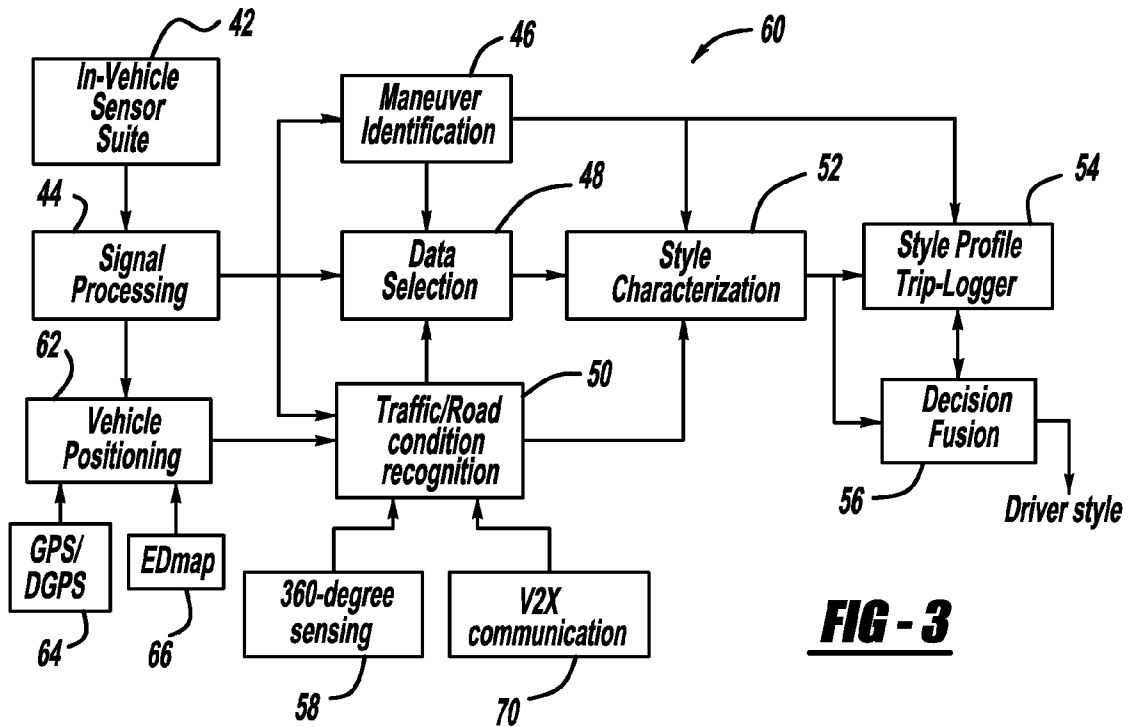 42
In-Vehicle
Sensor
Suite
46
Maneuver
Identification
60
44
Signal
Processing
48
Data
Selection
52
Style
Characterization
54
Style Profile
Trip-Logger
62
Vehicle
Positioning
50
Traffic/Road
condition
recognition
Decision
Fusion
56
Driver style
GPS/
DGPS
64
EDmap
66
360-degree
sensing
58
V2X
communication
70
FIG - 3